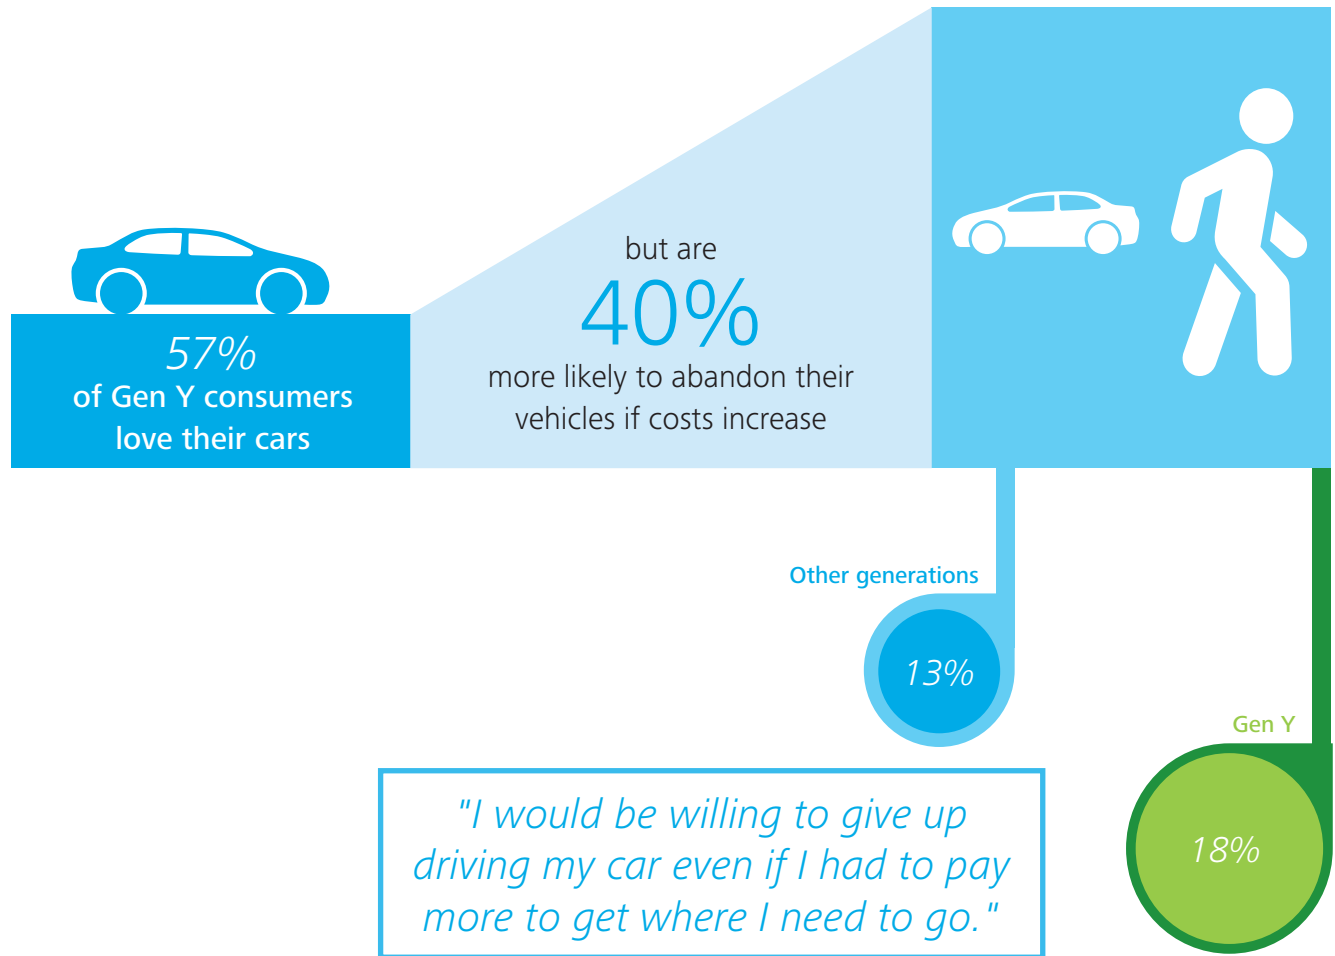 57%
of Gen Y consumers
love their cars
but are
40%
more likely to abandon their
vehicles if costs increase
Other generations
13%
Gen Y
18%
"I would be willing to give up
driving my car even if I had to pay
more to get where I need to go."